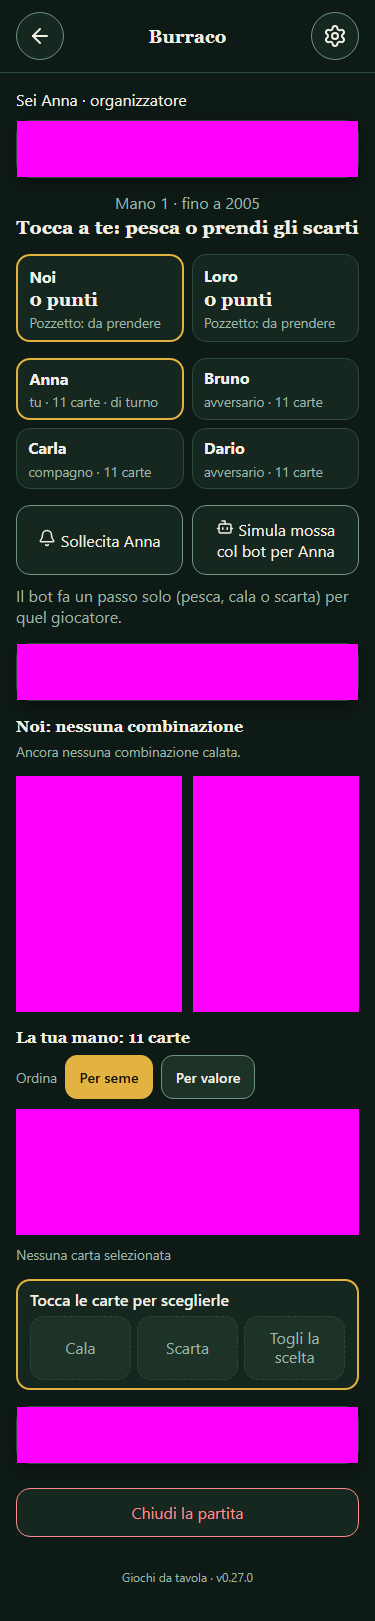 Burraco
Sei Anna · organizzatore
Mano 1 · fino a 2005
Tocca a te: pesca o prendi gli scarti
Noi
0 punti
Pozzetto: da prendere
Loro
0 punti
Pozzetto: da prendere
Anna
tu · 11 carte · di turno
Bruno
avversario · 11 carte
Carla
compagno · 11 carte
Dario
avversario · 11 carte
Sollecita Anna
Simula mossa
col bot per Anna
Il bot fa un passo solo (pesca, cala o scarta) per
quel giocatore.
Noi: nessuna combinazione
Ancora nessuna combinazione calata.
La tua mano: 11 carte
Ordina
Per seme
Per valore
Nessuna carta selezionata
Tocca le carte per sceglierle
Cala
Scarta
Togli la
scelta
Chiudi la partita
Giochi da tavola · v0.27.0